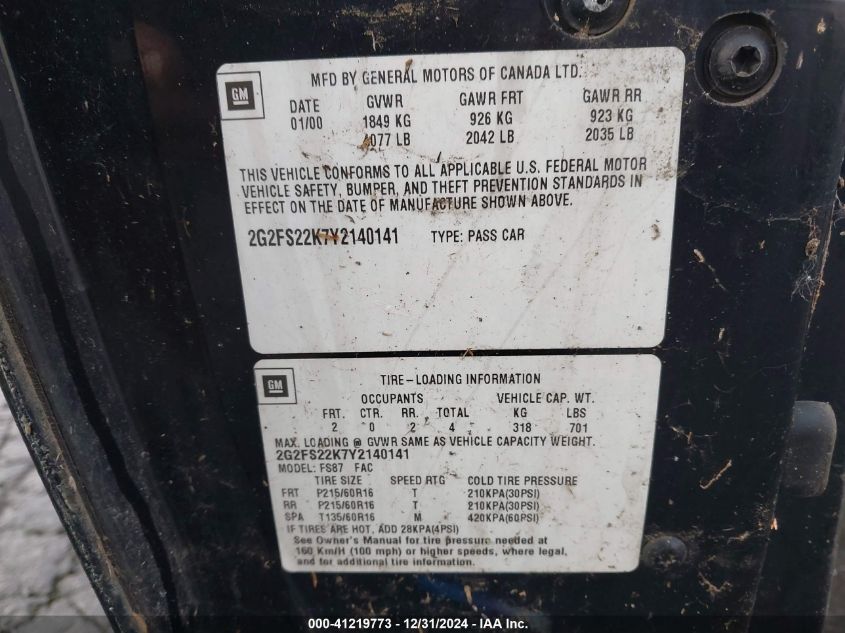 GM
MFD BY GENERAL MOTORS OF CANADA LTD.
DATE GVWR GAWR FRT GAWR RR
01/00 1849 KG 926 KG 923 KG
4077 LB 2042 LB 2035 LB
THIS VEHICLE CONFORMS TO ALL APPLICABLE U.S. FEDERAL MOTOR
VEHICLE SAFETY, BUMPER, AND THEFT PREVENTION STANDARDS IN
EFFECT ON THE DATE OF MANUFACTURE SHOWN ABOVE.
2G2FS22K7Y2140141 TYPE: PASS CAR
GM
TIRE-LOADING INFORMATION
OCCUPANTS VEHICLE CAP. WT.
FRT. CTR. RR. TOTAL KG LBS
2 0 2 4 318 701
MAX. LOADING @ GVWR SAME AS VEHICLE CAPACITY WEIGHT.
2G2FS22K7Y2140141
MODEL: FS87 FAC
TIRE SIZE SPEED RTG COLD TIRE PRESSURE
FRT P215/60R16 T 210KPA(30PSI)
RR P215/60R16 T 210KPA(30PSI)
SPA T135/60R16 M 420KPA(60PSI)
IF TIRES ARE HOT, ADD 28KPA(4PSI)
See Owner's Manual for tire pressure needed at
160 Km/H (100 mph) or higher speeds, where legal,
and for additional tire information.
000-41219773 - 12/31/2024 - IAA Inc.